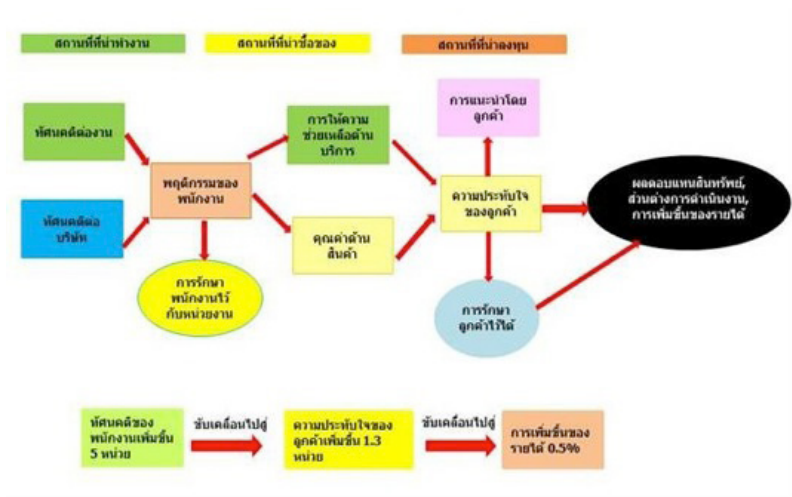 สถานที่ที่น่าทำงาน
สถานที่ที่น่าซื้อของ
สถานที่ที่น่าลงทุน
ทัศนคติต่องาน
ทัศนคติต่อ
บริษัท
พฤติกรรมของ
พนักงาน
การรักษา
พนักงานไว้
กับหน่วยงาน
การให้ความ
ช่วยเหลือด้าน
บริการ
คุณค่าด้าน
สินค้า
การแนะนำโดย
ลูกค้า
ความประทับใจ
ของลูกค้า
การรักษา
ลูกค้าไว้ได้
ผลตอบแทนสินทรัพย์,
ส่วนต่างการดำเนินงาน,
การเพิ่มขึ้นของรายได้
ทัศนคติของ
พนักงานเพิ่มขึ้น
5 หน่วย
ขับเคลื่อนไปสู่
ความประทับใจของ
ลูกค้าเพิ่มขึ้น 1.3
หน่วย
ขับเคลื่อนไปสู่
การเพิ่มขึ้นของ
รายได้ 0.5%